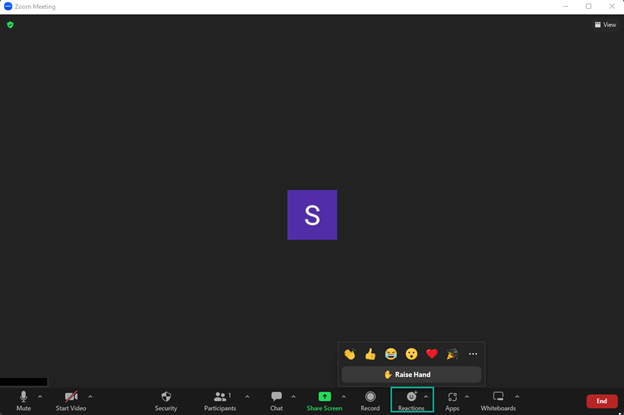 Zoom Meeting
View
S
Raise Hand
1
Mute
Start Video
Security
Participants
Chat
Share Screen
Record
Reactions
Apps
Whiteboards
End